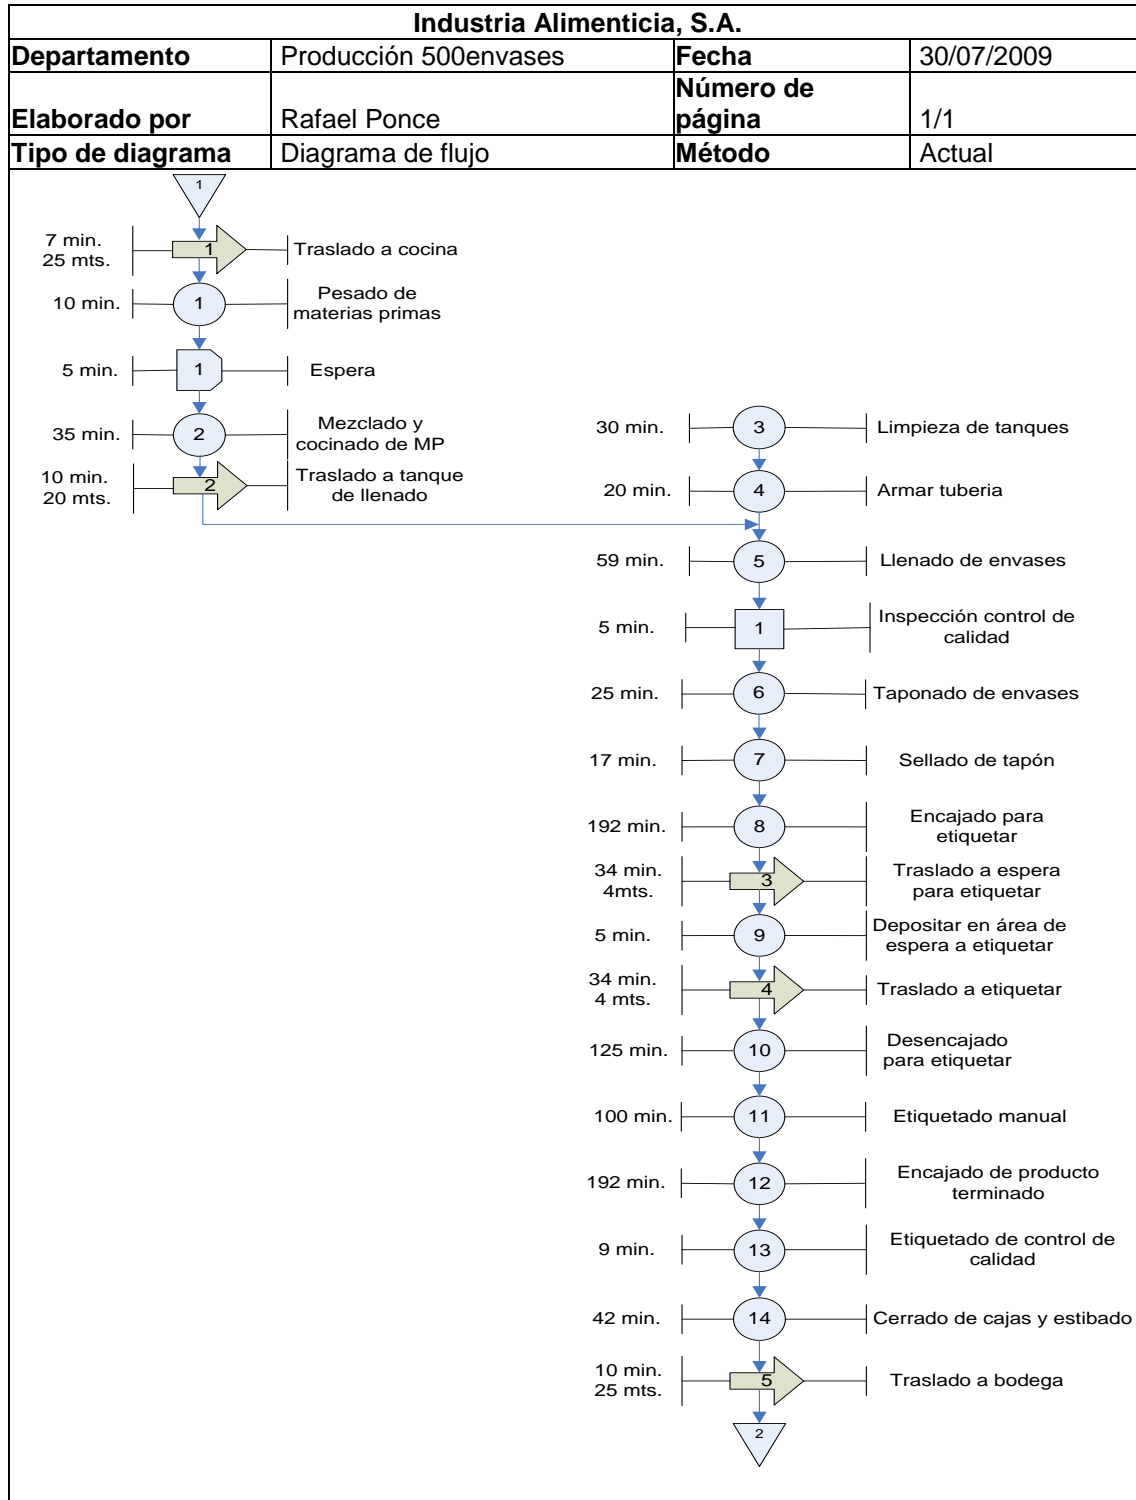 Industria Alimenticia, S.A.
Departamento Producción 500envases Fecha 30/07/2009
Elaborado por Rafael Ponce Número de
página 1/1
Tipo de diagrama Diagrama de flujo Método Actual
1
7 min.
25 mts.
1
Traslado a cocina
10 min.
1
Pesado de
materias primas
5 min.
1
Espera
35 min.
2
Mezclado y
cocinado de MP
10 min.
20 mts.
2
Traslado a tanque
de llenado
30 min.
3
Limpieza de tanques
20 min.
4
Armar tuberia
59 min.
5
Llenado de envases
5 min.
1
Inspección control de
calidad
25 min.
6
Taponado de envases
17 min.
7
Sellado de tapón
192 min.
8
Encajado para
etiquetar
34 min.
4mts.
3
Traslado a espera
para etiquetar
5 min.
9
Depositar en área de
espera a etiquetar
34 min.
4 mts.
4
Traslado a etiquetar
125 min.
10
Desencajado
para etiquetar
100 min.
11
Etiquetado manual
192 min.
12
Encajado de producto
terminado
9 min.
13
Etiquetado de control de
calidad
42 min.
14
Cerrado de cajas y estibado
10 min.
25 mts.
5
Traslado a bodega
2